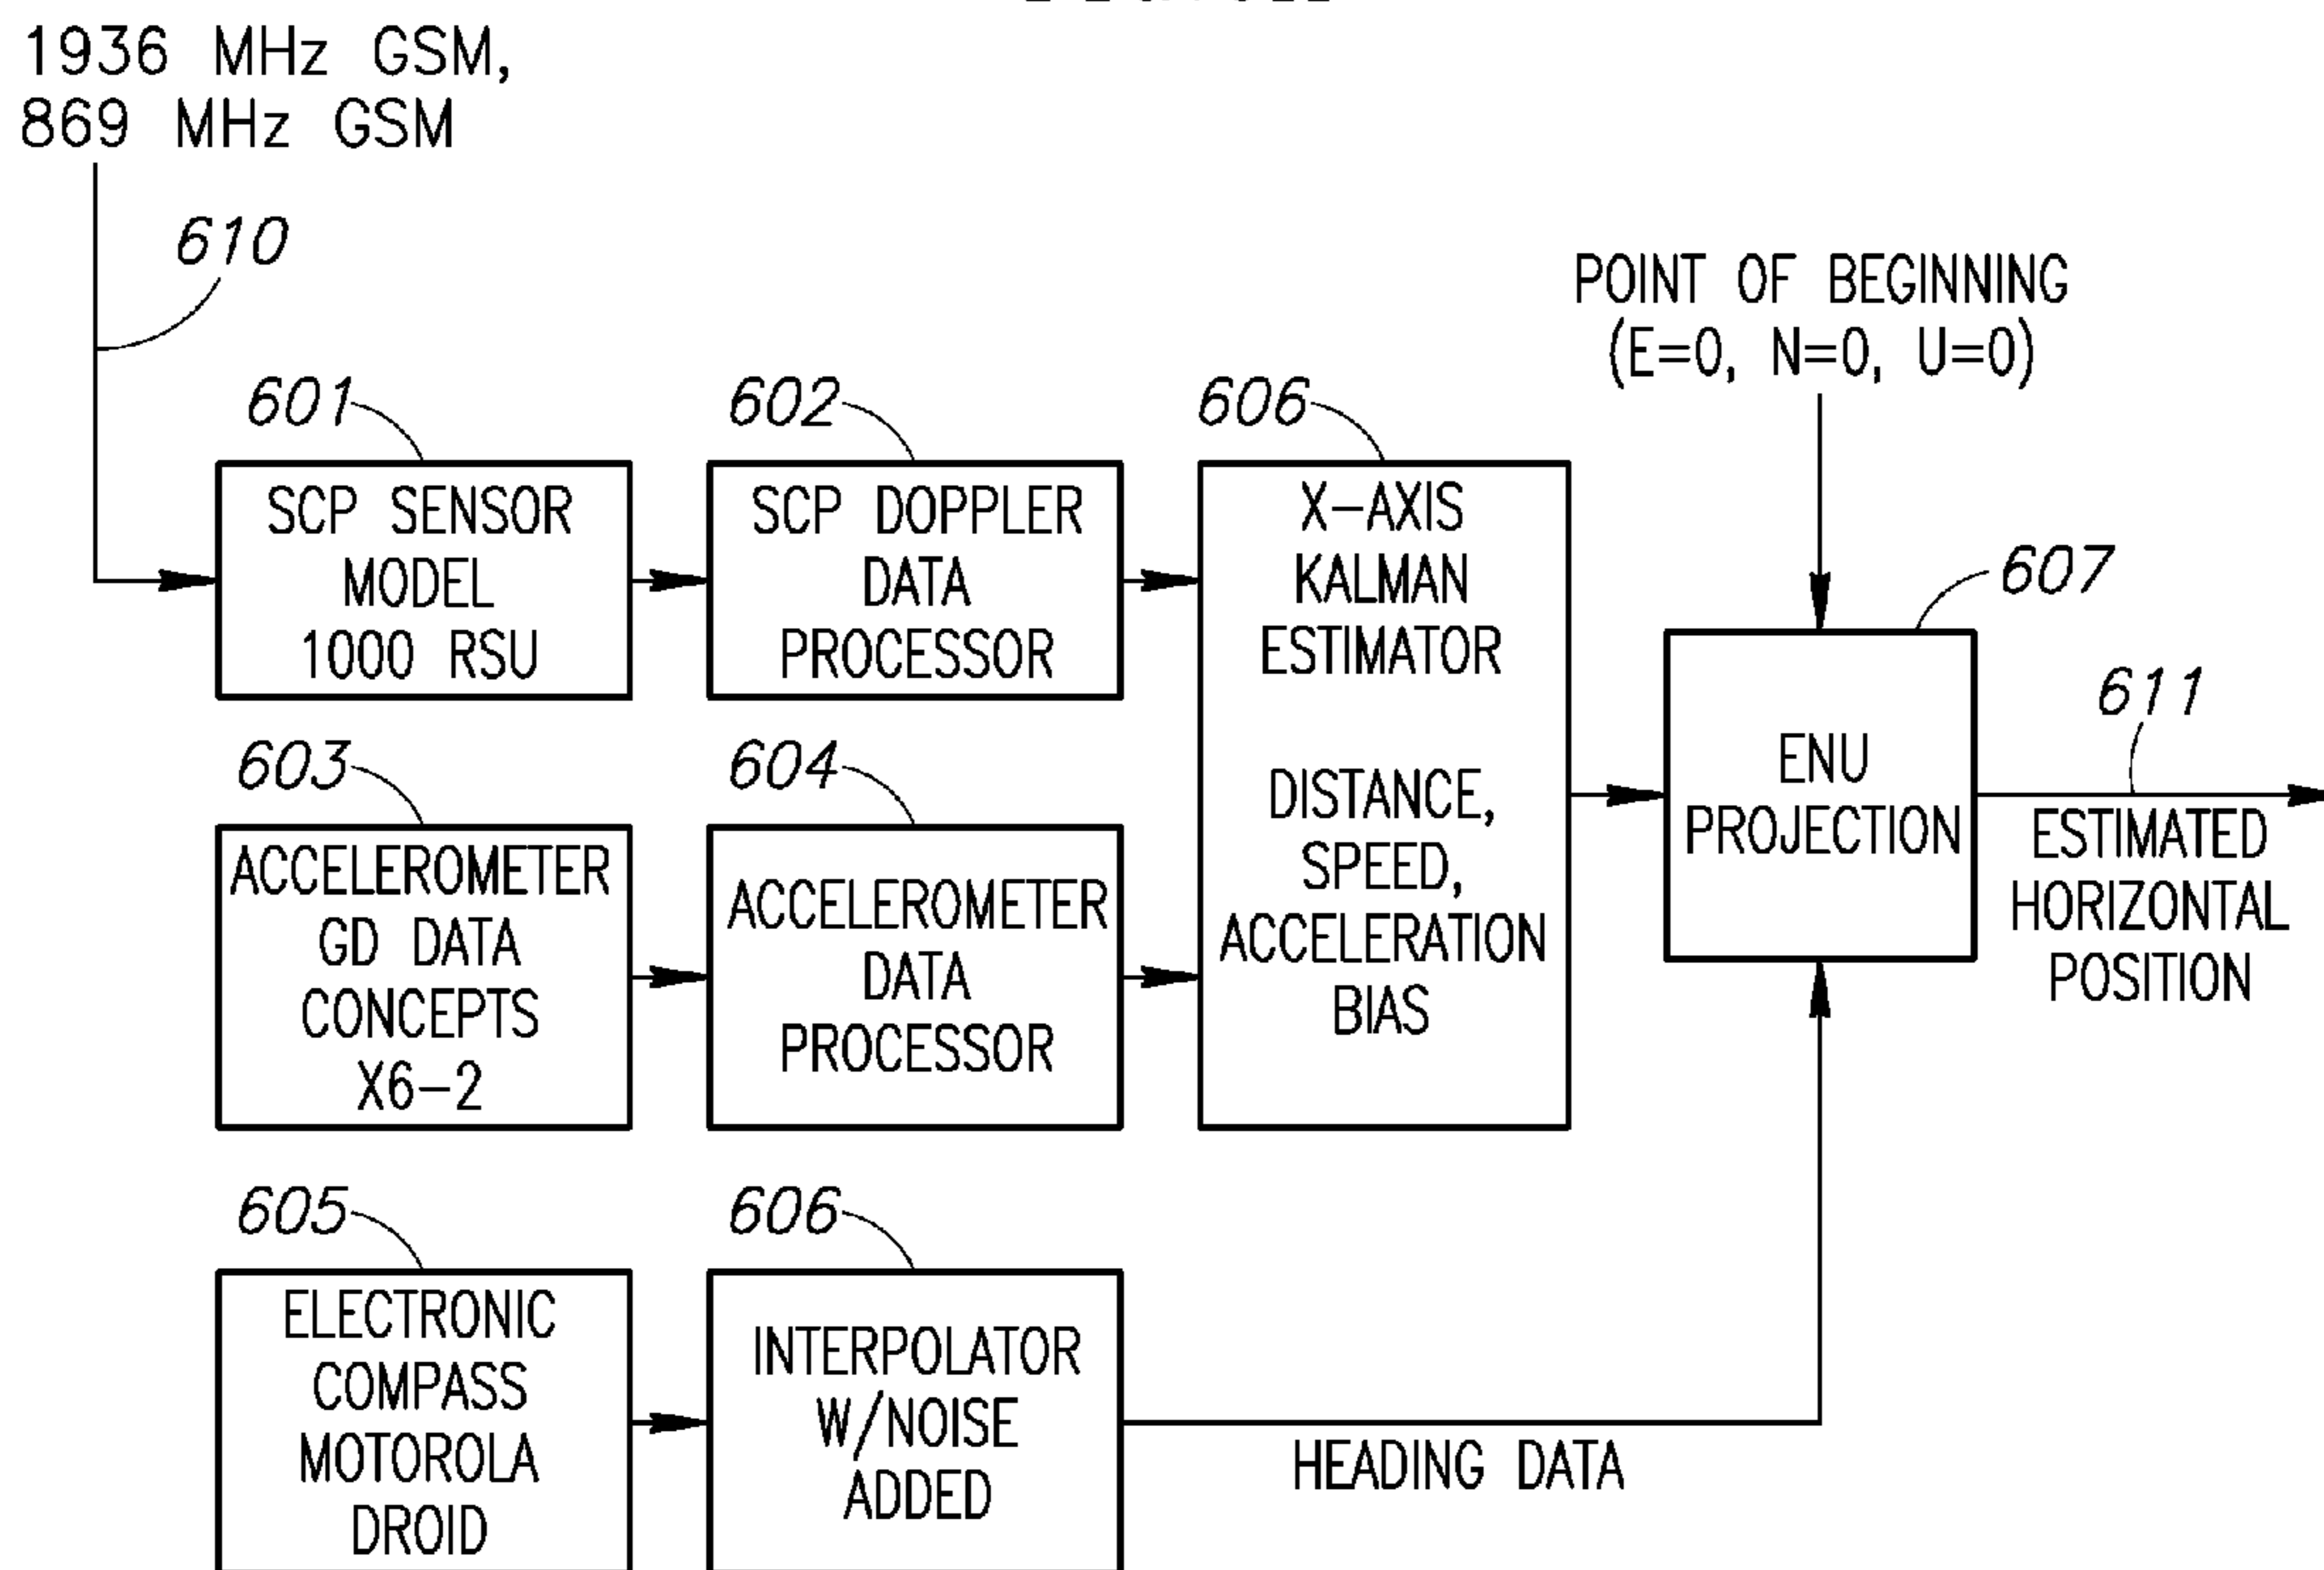 1936 MHz GSM,
869 MHz GSM
610
POINT OF BEGINNING
(E=0, N=0, U=0)
601
602
606
607
SCP SENSOR
MODEL
1000 RSU
SCP DOPPLER
DATA
PROCESSOR
X-AXIS
KALMAN
ESTIMATOR
DISTANCE,
SPEED,
ACCELERATION
BIAS
ENU
PROJECTION
611
ESTIMATED
HORIZONTAL
POSITION
603
604
ACCELEROMETER
GD DATA
CONCEPTS
X6-2
ACCELEROMETER
DATA
PROCESSOR
605
606
ELECTRONIC
COMPASS
MOTOROLA
DROID
INTERPOLATOR
W/NOISE
ADDED
HEADING DATA